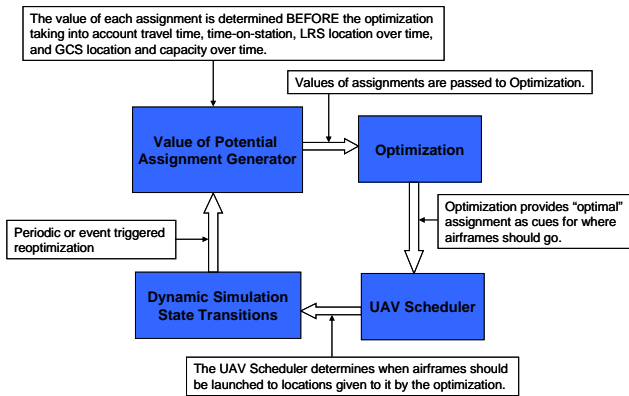 The value of each assignment is determined BEFORE the optimization
taking into account travel time, time-on-station, LRS location over time,
and GCS location and capacity over time.
Values of assignments are passed to Optimization.
Value of Potential
Assignment Generator
Optimization
Periodic or event triggered
reoptimization
Optimization provides “optimal”
assignment as cues for where
airframes should go.
Dynamic Simulation
State Transitions
UAV Scheduler
The UAV Scheduler determines when airframes should
be launched to locations given to it by the optimization.